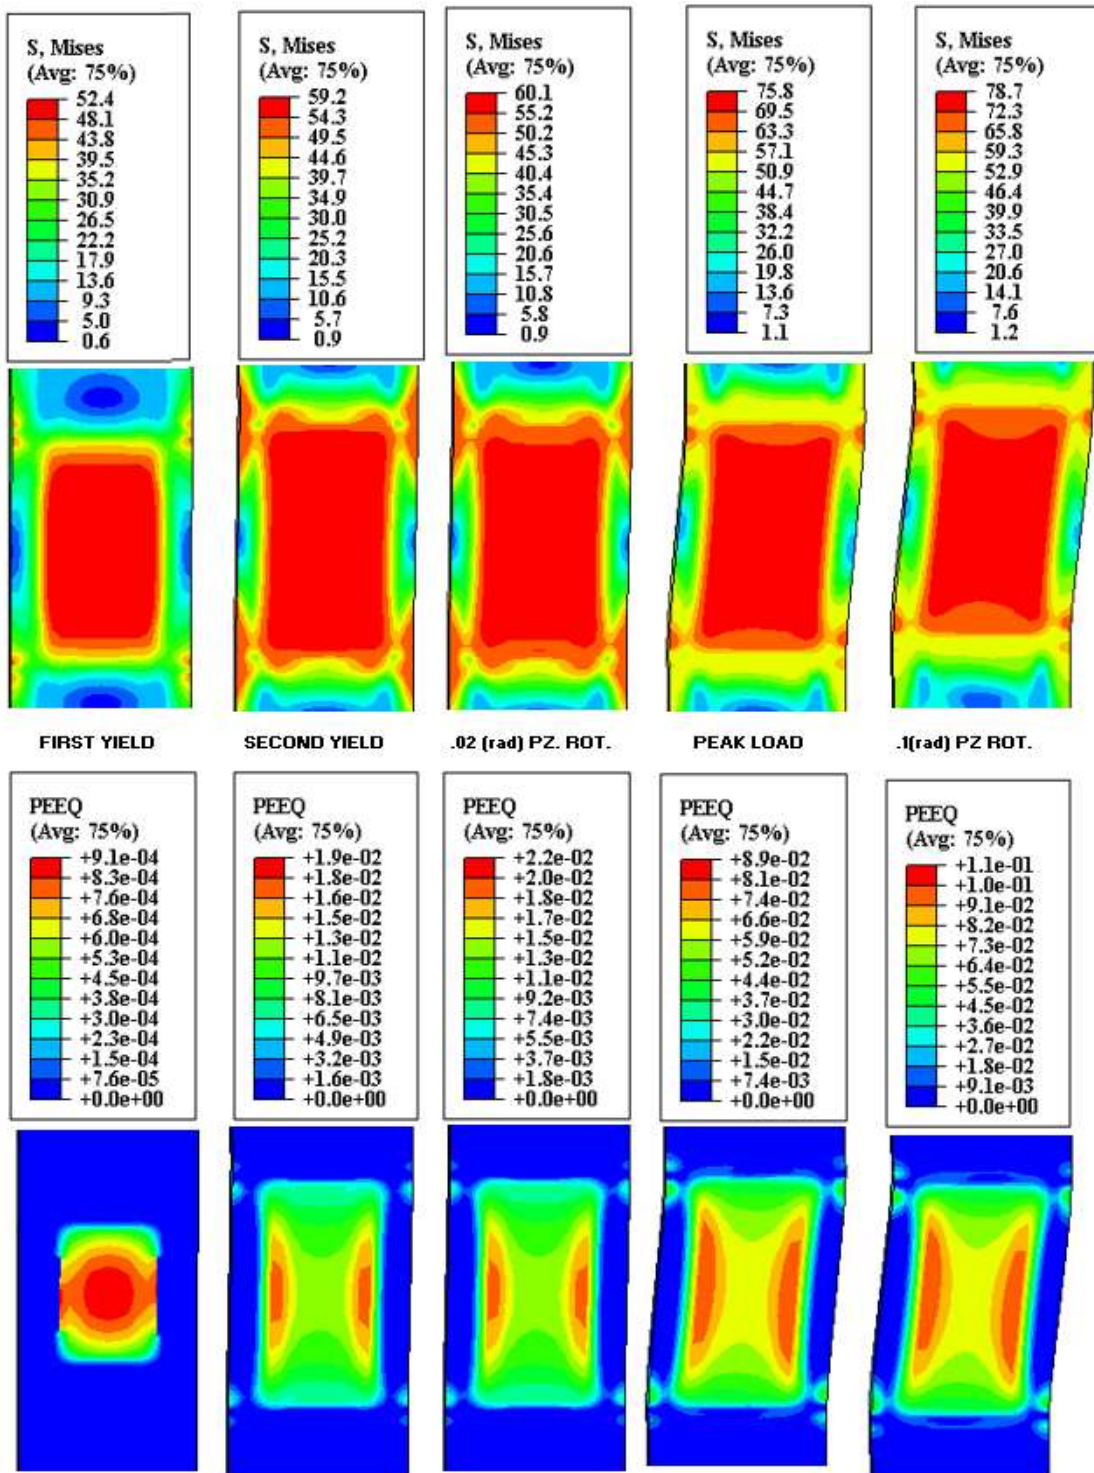 S, Mises
(Avg: 75%)
52.4
48.1
43.8
39.5
35.2
30.9
26.5
22.2
17.9
13.6
9.3
5.0
0.6
S, Mises
(Avg: 75%)
59.2
54.3
49.5
44.6
39.7
34.9
30.0
25.2
20.3
15.5
10.6
5.7
0.9
S, Mises
(Avg: 75%)
60.1
55.2
50.2
45.3
40.4
35.4
30.5
25.6
20.6
15.7
10.8
5.8
0.9
S, Mises
(Avg: 75%)
75.8
69.5
63.3
57.1
50.9
44.7
38.4
32.2
26.0
19.8
13.6
7.3
1.1
S, Mises
(Avg: 75%)
78.7
72.3
65.8
59.3
52.9
46.4
39.9
33.5
27.0
20.6
14.1
7.6
1.2
FIRST YIELD
SECOND YIELD
.02 (rad) PZ. ROT.
PEAK LOAD
.1(rad) PZ ROT.
PEEQ
(Avg: 75%)
+9.1e-04
+8.3e-04
+7.6e-04
+6.8e-04
+6.0e-04
+5.3e-04
+4.5e-04
+3.8e-04
+3.0e-04
+2.3e-04
+1.5e-04
+7.6e-05
+0.0e+00
PEEQ
(Avg: 75%)
+1.9e-02
+1.8e-02
+1.6e-02
+1.5e-02
+1.3e-02
+1.1e-02
+9.7e-03
+8.1e-03
+6.5e-03
+4.9e-03
+3.2e-03
+1.6e-03
+0.0e+00
PEEQ
(Avg: 75%)
+2.2e-02
+2.0e-02
+1.8e-02
+1.7e-02
+1.5e-02
+1.3e-02
+1.1e-02
+9.2e-03
+7.4e-03
+5.5e-03
+3.7e-03
+1.8e-03
+0.0e+00
PEEQ
(Avg: 75%)
+8.9e-02
+8.1e-02
+7.4e-02
+6.6e-02
+5.9e-02
+5.2e-02
+4.4e-02
+3.7e-02
+3.0e-02
+2.2e-02
+1.5e-02
+7.4e-03
+0.0e+00
PEEQ
(Avg: 75%)
+1.1e-01
+1.0e-01
+9.1e-02
+8.2e-02
+7.3e-02
+6.4e-02
+5.5e-02
+4.5e-02
+3.6e-02
+2.7e-02
+1.8e-02
+9.1e-03
+0.0e+00